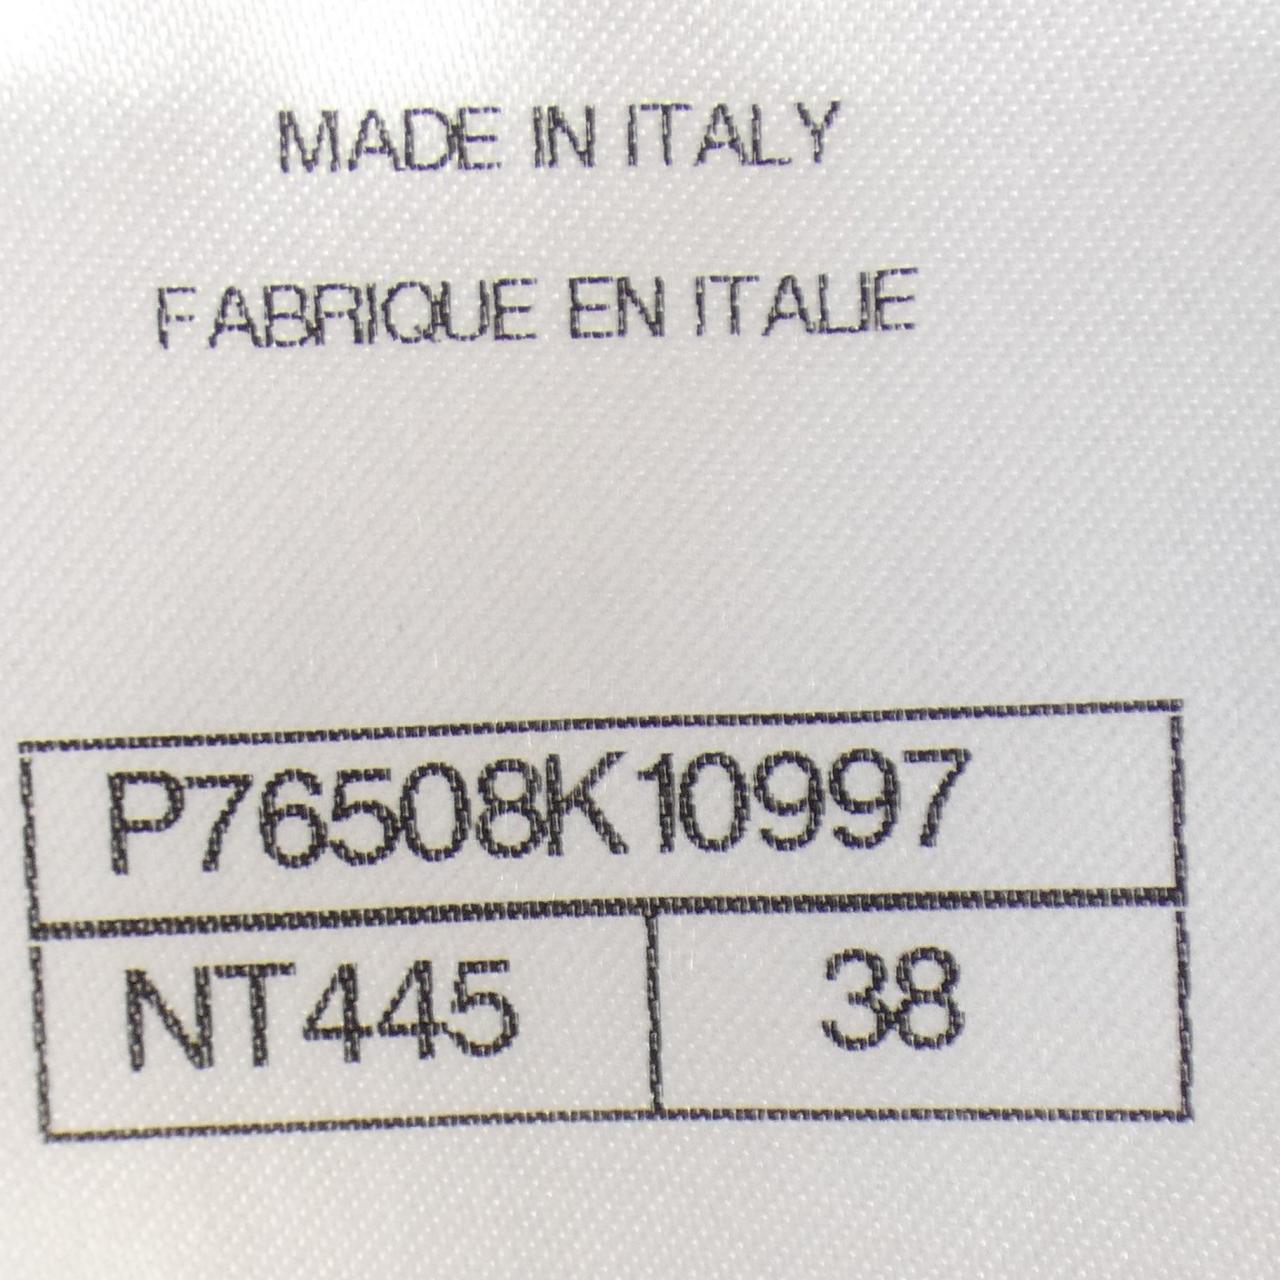 MADE IN ITALY
FABRIQUE EN ITALIE
P76508K10997
NT445 38